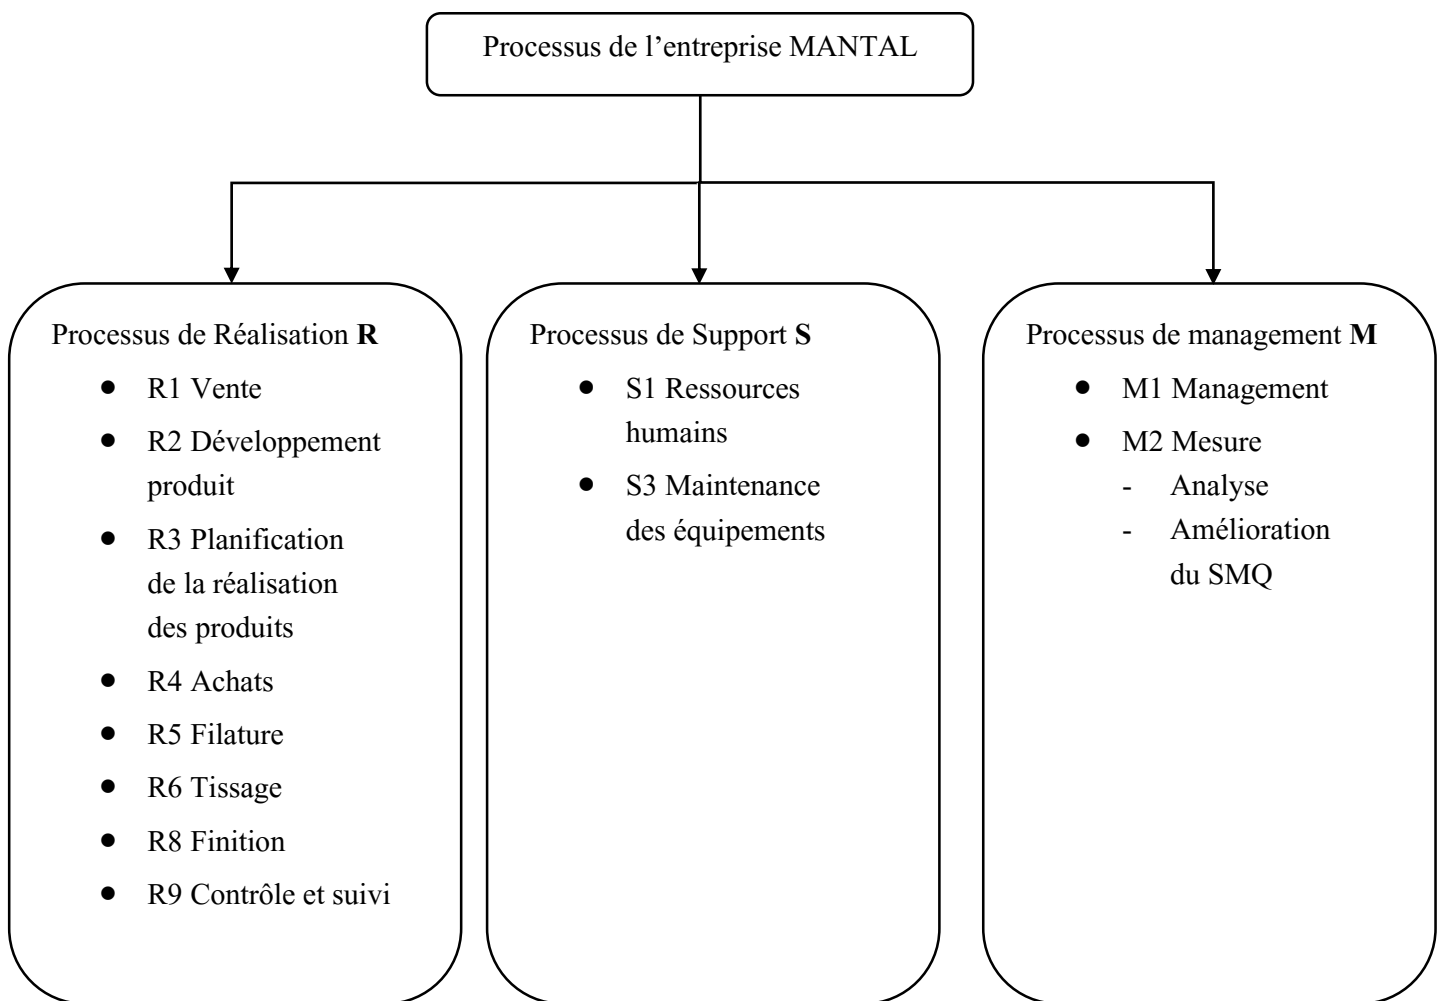 Processus de l’entreprise MANTAL
Processus de Réalisation R
● R1 Vente
● R2 Développement
produit
● R3 Planification
de la réalisation
des produits
● R4 Achats
● R5 Filature
● R6 Tissage
● R8 Finition
● R9 Contrôle et suivi
Processus de Support S
● S1 Ressources
humains
● S3 Maintenance
des équipements
Processus de management M
● M1 Management
● M2 Mesure
- Analyse
- Amélioration
du SMQ